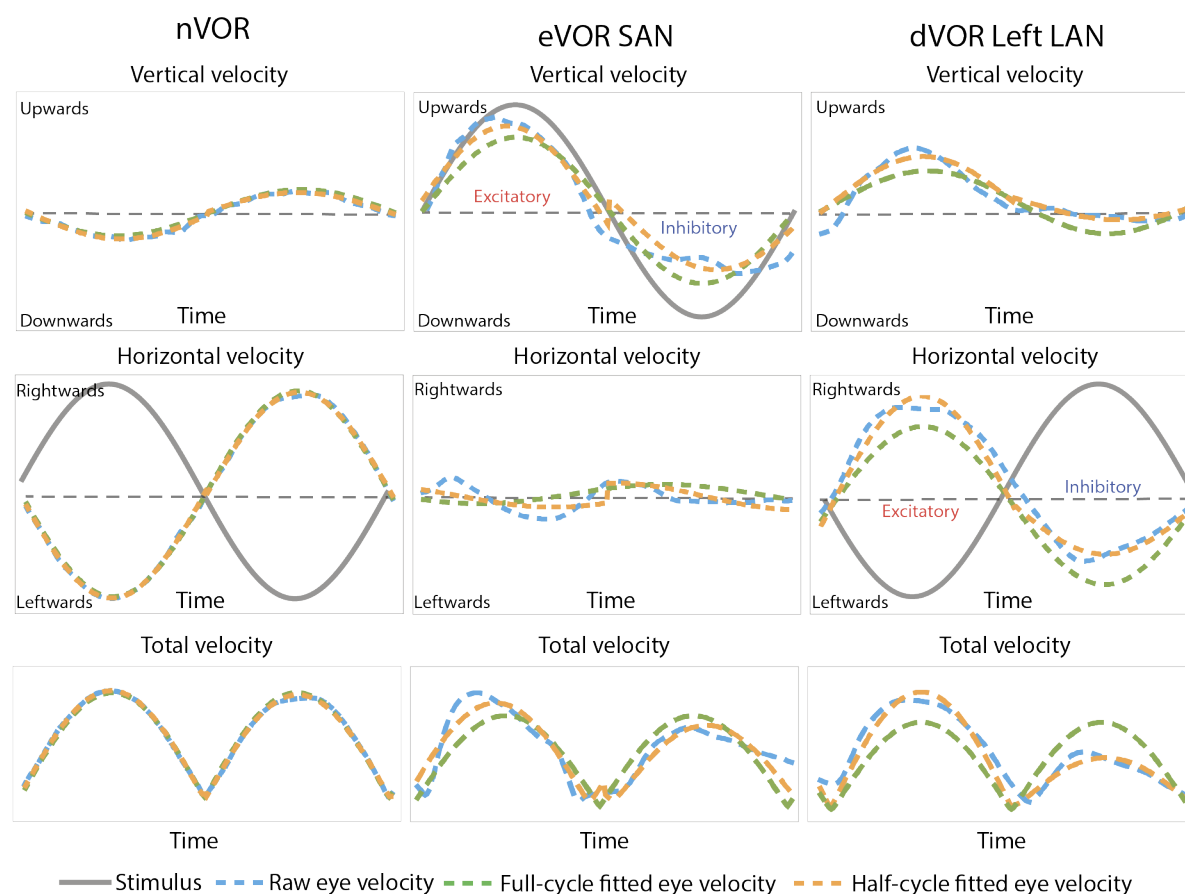 nVOR
eVOR SAN
dVOR Left LAN
Vertical velocity
Vertical velocity
Vertical velocity
Upwards
Upwards
Upwards
Excitatory
Inhibitory
Downwards
Time
Downwards
Time
Downwards
Time
Horizontal velocity
Horizontal velocity
Horizontal velocity
Rightwards
Rightwards
Rightwards
Inhibitory
Excitatory
Leftwards
Time
Leftwards
Time
Leftwards
Time
Total velocity
Total velocity
Total velocity
Time
Time
Time
Stimulus
Raw eye velocity
Full-cycle fitted eye velocity
Half-cycle fitted eye velocity